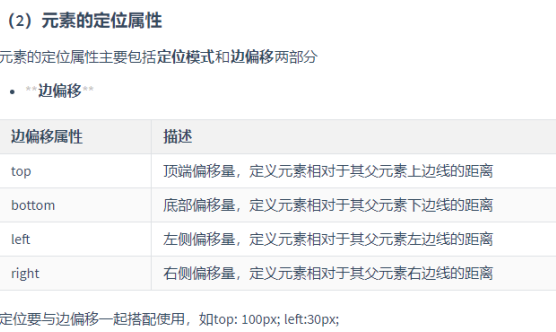 （2）元素的定位属性
元素的定位属性主要包括定位模式和边偏移两部分
• **边偏移**
边偏移属性 描述
top 顶端偏移量，定义元素相对于其父元素上边线的距离
bottom 底部偏移量，定义元素相对于其父元素下边线的距离
left 左侧偏移量，定义元素相对于其父元素左边线的距离
right 右侧偏移量，定义元素相对于其父元素右边线的距离
定位要与边偏移一起搭配使用，如top: 100px; left:30px;